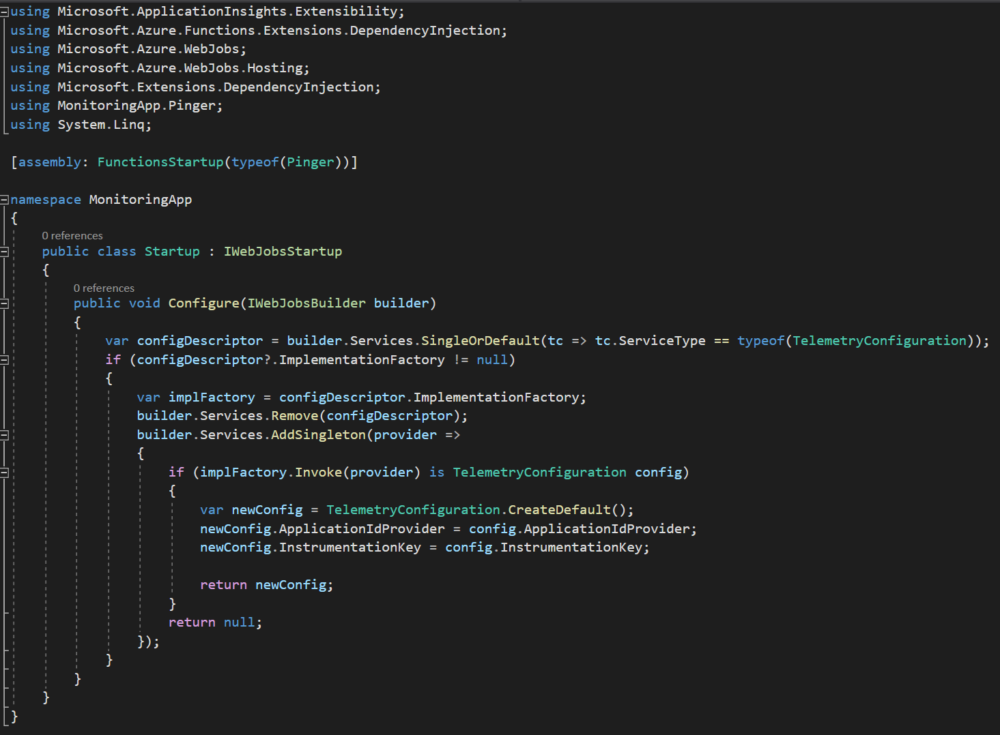 using Microsoft.ApplicationInsights.Extensibility;
using Microsoft.Azure.Functions.Extensions.DependencyInjection;
using Microsoft.Azure.WebJobs;
using Microsoft.Azure.WebJobs.Hosting;
using Microsoft.Extensions.DependencyInjection;
using MonitoringApp.Pinger;
using System.Linq;

[assembly: FunctionsStartup(typeof(Pinger))]

namespace MonitoringApp
{
    0 references
    public class Startup : IWebJobsStartup
    {
        0 references
        public void Configure(IWebJobsBuilder builder)
        {
            var configDescriptor = builder.Services.SingleOrDefault(tc => tc.ServiceType == typeof(TelemetryConfiguration));
            if (configDescriptor?.ImplementationFactory != null)
            {
                var implFactory = configDescriptor.ImplementationFactory;
                builder.Services.Remove(configDescriptor);
                builder.Services.AddSingleton(provider =>
                {
                    if (implFactory.Invoke(provider) is TelemetryConfiguration config)
                    {
                        var newConfig = TelemetryConfiguration.CreateDefault();
                        newConfig.ApplicationIdProvider = config.ApplicationIdProvider;
                        newConfig.InstrumentationKey = config.InstrumentationKey;

                        return newConfig;
                    }
                    return null;
                });
            }
        }
    }
}